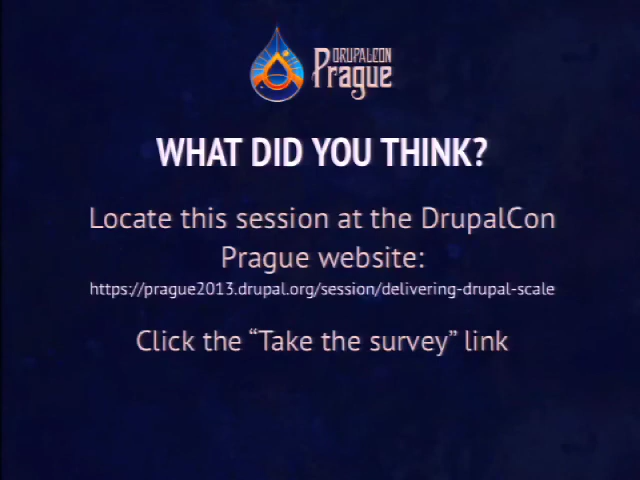 DRUPALCON
Prague
WHAT DID YOU THINK?
Locate this session at the DrupalCon
Prague website:
https://prague2013.drupal.org/session/delivering-drupal-scale
Click the “Take the survey” link